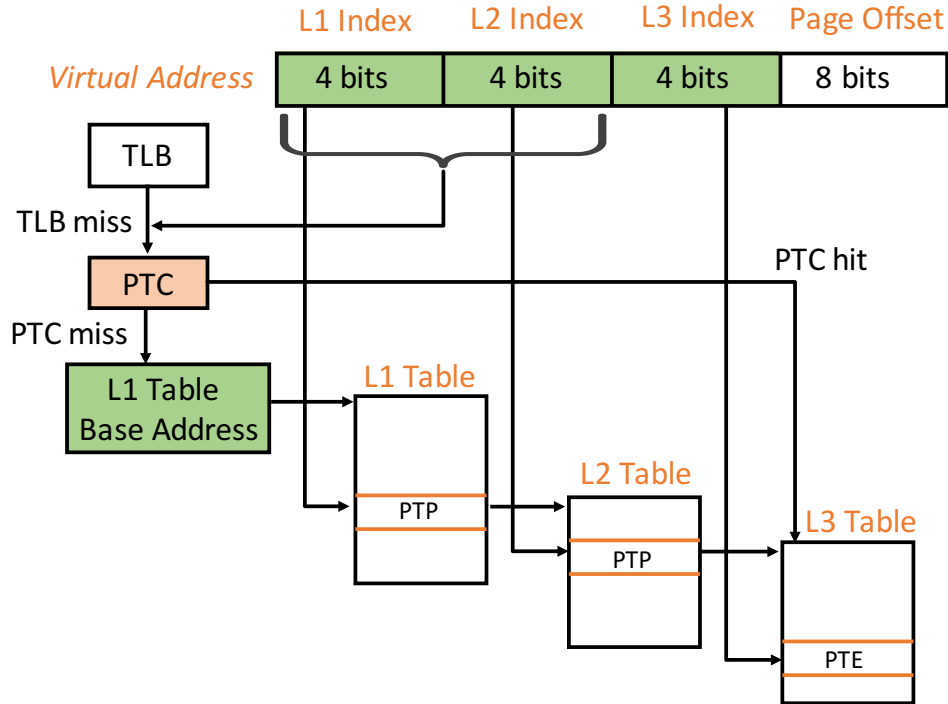 L1 Index
L2 Index
L3 Index
Page Offset
Virtual Address
4 bits
4 bits
4 bits
8 bits
TLB
TLB miss
PTC
PTC hit
PTC miss
L1 Table
Base Address
L1 Table
PTP
L2 Table
PTP
L3 Table
PTE